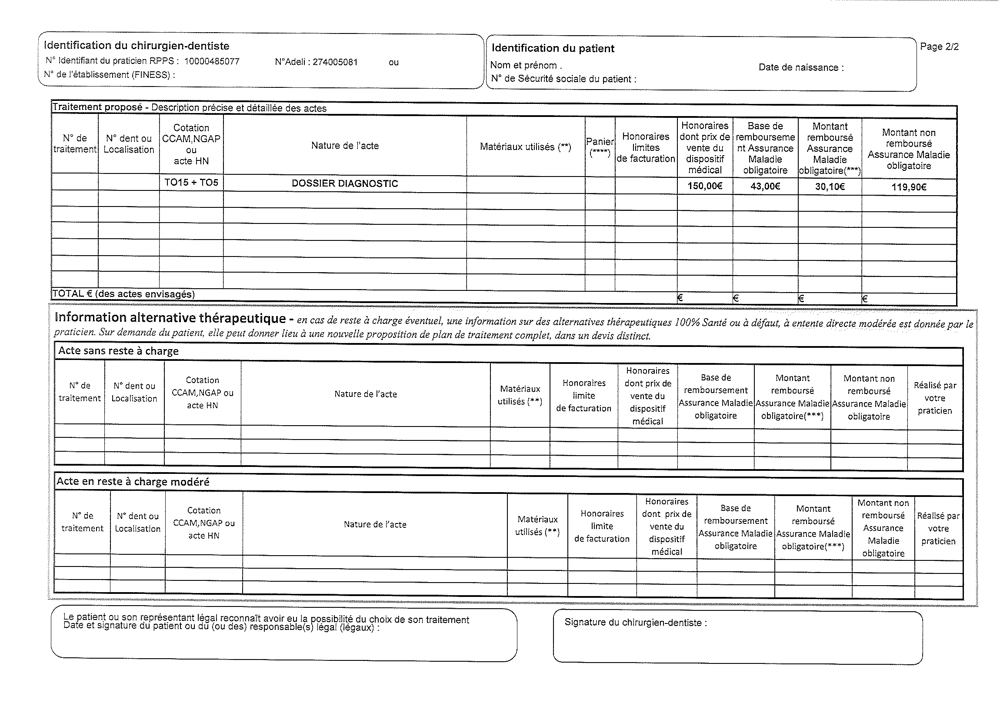 Identification du chirurgien-dentiste
N° Identifiant du praticien RPPS : 10000485077 N°Adeli : 274005081 ou
N° de l'établissement (FINESS) :
Identification du patient
Nom et prénom . Date de naissance :
N° de Sécurité sociale du patient :
Page 2/2
Traitement proposé - Description précise et détaillée des actes
N° de traitement
N° dent ou Localisation
Cotation CCAM,NGAP ou acte HN
Nature de l'acte
Matériaux utilisés (**)
Panier (****)
Honoraires limites de facturation
Honoraires dont prix de vente du dispositif médical
Base de rembourseme nt Assurance Maladie obligatoire
Montant remboursé Assurance Maladie obligatoire(***)
Montant non remboursé Assurance Maladie obligatoire
TO15 + TO5 DOSSIER DIAGNOSTIC 150,00€ 43,00€ 30,10€ 119,90€
TOTAL € (des actes envisagés) € € € €
Information alternative thérapeutique - en cas de reste à charge éventuel, une information sur des alternatives thérapeutiques 100% Santé ou à défaut, à entente directe modérée est donnée par le
praticien. Sur demande du patient, elle peut donner lieu à une nouvelle proposition de plan de traitement complet, dans un devis distinct.
Acte sans reste à charge
N° de traitement
N° dent ou Localisation
Cotation CCAM,NGAP ou acte HN
Nature de l'acte
Matériaux utilisés (**)
Honoraires limite de facturation
Honoraires dont prix de vente du dispositif médical
Base de remboursement Assurance Maladie obligatoire
Montant remboursé Assurance Maladie obligatoire(***)
Montant non remboursé Assurance Maladie obligatoire
Réalisé par votre praticien
Acte en reste à charge modéré
N° de traitement
N° dent ou Localisation
Cotation CCAM,NGAP ou acte HN
Nature de l'acte
Matériaux utilisés (**)
Honoraires limite de facturation
Honoraires dont prix de vente du dispositif médical
Base de remboursement Assurance Maladie obligatoire
Montant remboursé Assurance Maladie obligatoire(***)
Montant non remboursé Assurance Maladie obligatoire
Réalisé par votre praticien
Le patient ou son représentant légal reconnaît avoir eu la possibilité du choix de son traitement
Date et signature du patient ou du (ou des) responsable(s) légal (légaux) :
Signature du chirurgien-dentiste :